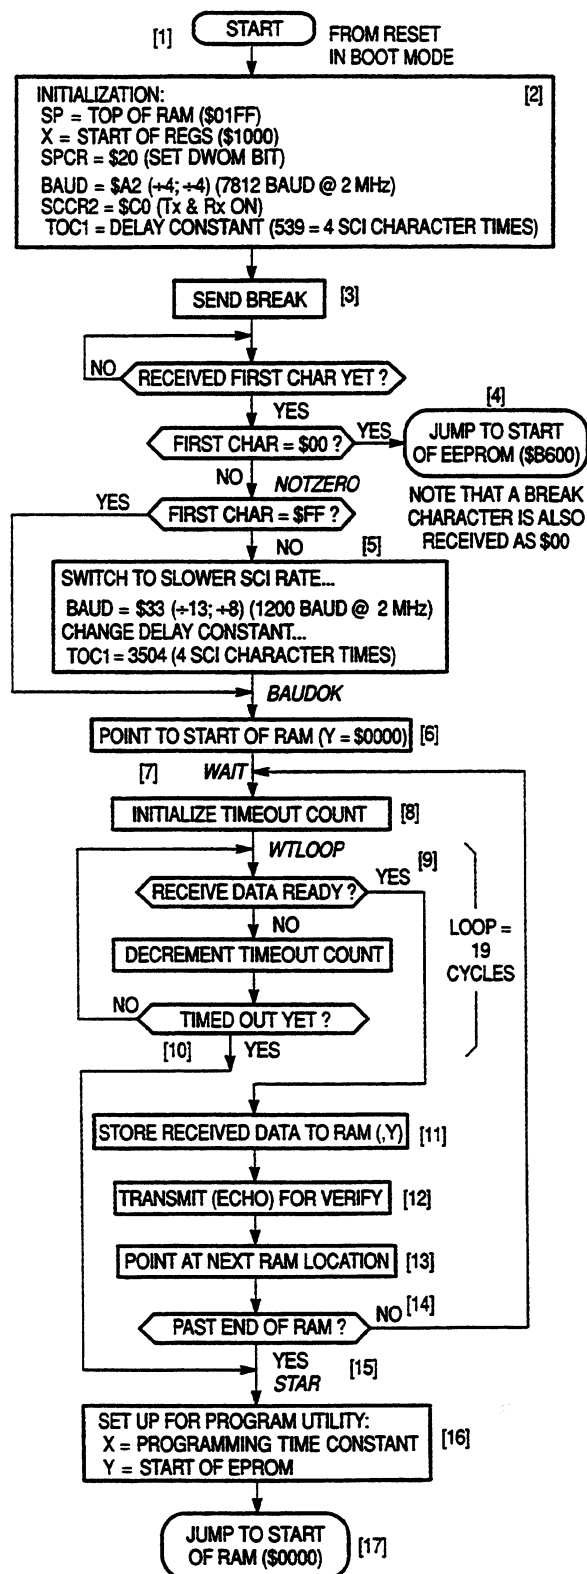 [1]
START
FROM RESET
IN BOOT MODE
INITIALIZATION:
[2]
SP = TOP OF RAM ($01FF)
X = START OF REGS ($1000)
SPCR = $20 (SET DWOM BIT)
BAUD = $A2 (÷4; ÷4) (7812 BAUD @ 2 MHz)
SCCR2 = $C0 (Tx & Rx ON)
TOC1 = DELAY CONSTANT (539 = 4 SCI CHARACTER TIMES)
SEND BREAK
[3]
NO
RECEIVED FIRST CHAR YET ?
YES
[4]
FIRST CHAR = $00 ?
YES
JUMP TO START
OF EEPROM ($B600)
NO
NOTZERO
NOTE THAT A BREAK
CHARACTER IS ALSO
RECEIVED AS $00
YES
FIRST CHAR = $FF ?
NO
[5]
SWITCH TO SLOWER SCI RATE...
BAUD = $33 (÷13; ÷8) (1200 BAUD @ 2 MHz)
CHANGE DELAY CONSTANT...
TOC1 = 3504 (4 SCI CHARACTER TIMES)
BAUDOK
POINT TO START OF RAM (Y = $0000)
[6]
[7]
WAIT
INITIALIZE TIMEOUT COUNT
[8]
WTLOOP
[9]
RECEIVE DATA READY ?
YES
NO
LOOP =
19
CYCLES
DECREMENT TIMEOUT COUNT
NO
TIMED OUT YET ?
[10]
YES
STORE RECEIVED DATA TO RAM (,Y)
[11]
TRANSMIT (ECHO) FOR VERIFY
[12]
POINT AT NEXT RAM LOCATION
[13]
PAST END OF RAM ?
NO
[14]
YES
[15]
STAR
SET UP FOR PROGRAM UTILITY:
X = PROGRAMMING TIME CONSTANT
Y = START OF EPROM
[16]
JUMP TO START
OF RAM ($0000)
[17]